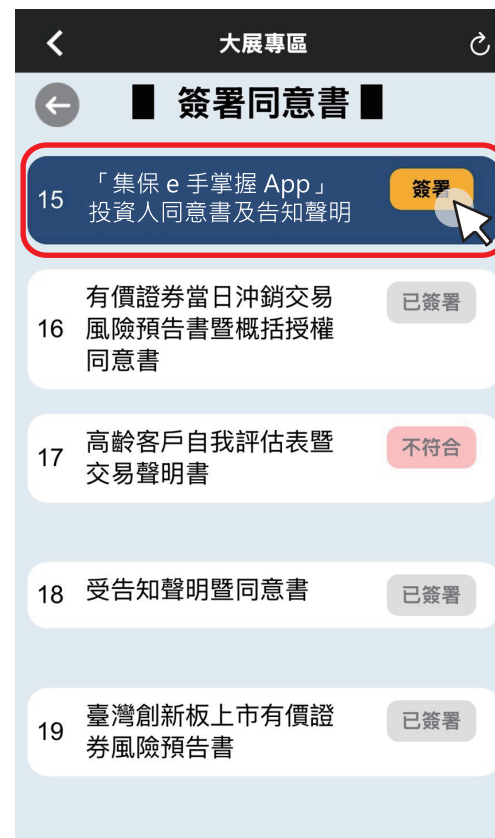 大展專區
簽署同意書
15
「集保 e 手掌握 App」
投資人同意書及告知聲明
簽署
16
有價證券當日沖銷交易
風險預告書暨概括授權
同意書
已簽署
17
高齡客戶自我評估表暨
交易聲明書
不符合
18
受告知聲明暨同意書
已簽署
19
臺灣創新板上市有價證
券風險預告書
已簽署